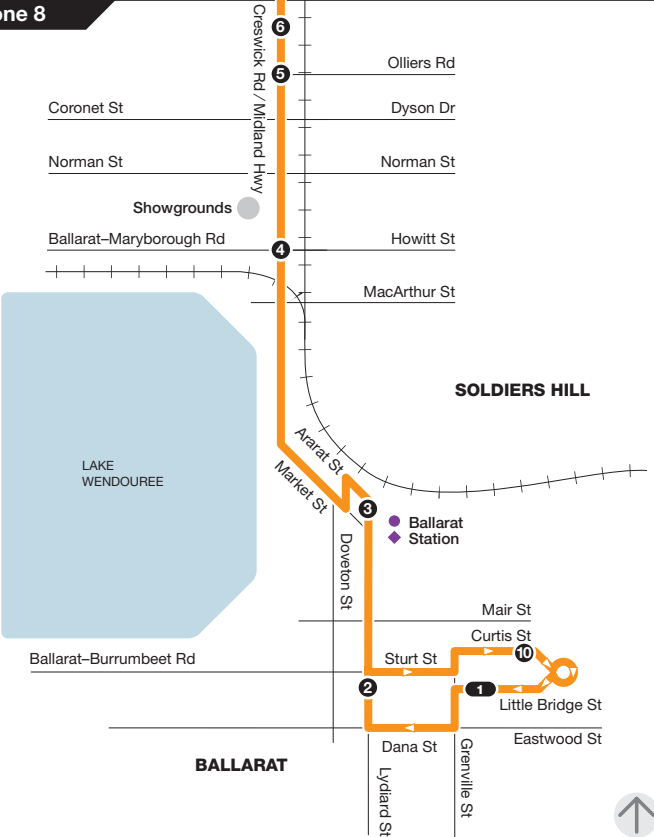 one 8
6
Creswick Rd / Midland Hwy
5
Olliers Rd
Coronet St
Dyson Dr
Norman St
Norman St
Showgrounds
Ballarat–Maryborough Rd
4
Howitt St
MacArthur St
SOLDIERS HILL
LAKE
WENDOUREE
Ararat St
Market St
3
Ballarat
Station
Doveton St
Mair St
Curtis St
10
Ballarat–Burrumbeet Rd
Sturt St
2
1
Little Bridge St
Eastwood St
Dana St
BALLARAT
Lydiard St
Grenville St